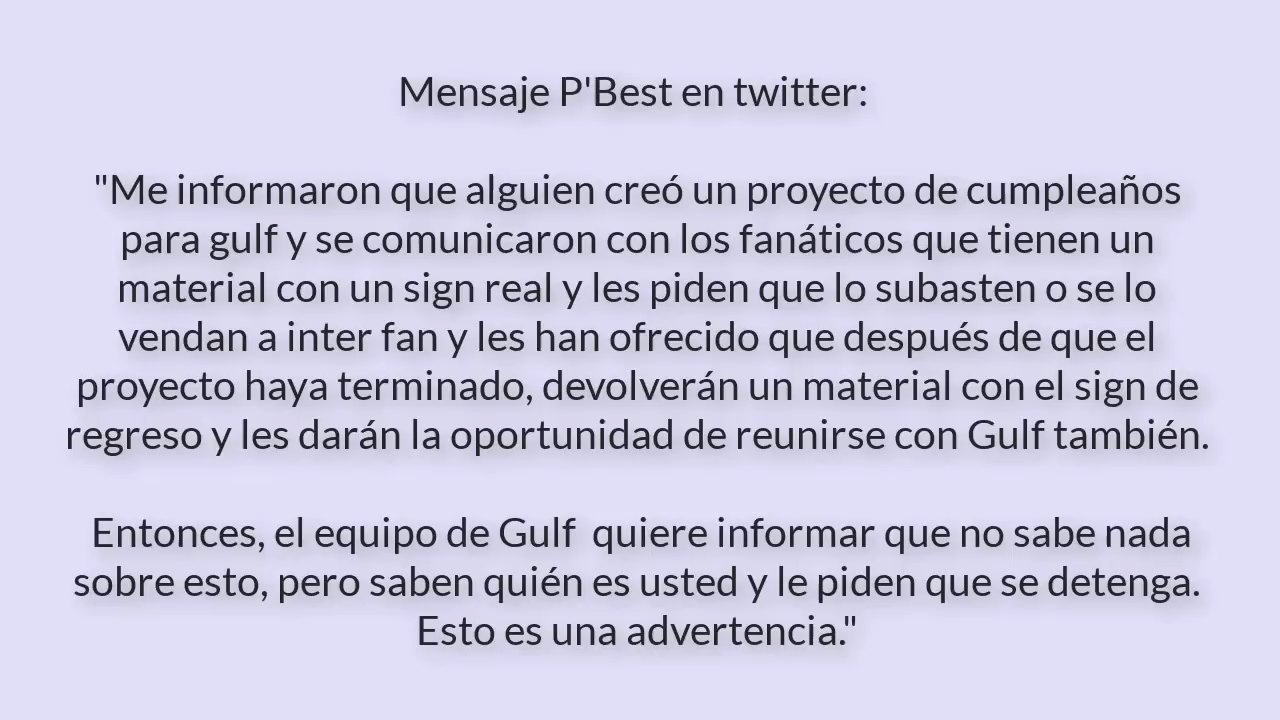 Mensaje P'Best en twitter:
"Me informaron que alguien creó un proyecto de cumpleaños
para gulf y se comunicaron con los fanáticos que tienen un
material con un sign real y les piden que lo subasten o se lo
vendan a inter fan y les han ofrecido que después de que el
proyecto haya terminado, devolverán un material con el sign de
regreso y les darán la oportunidad de reunirse con Gulf también.
Entonces, el equipo de Gulf  quiere informar que no sabe nada
sobre esto, pero saben quién es usted y le piden que se detenga.
Esto es una advertencia."